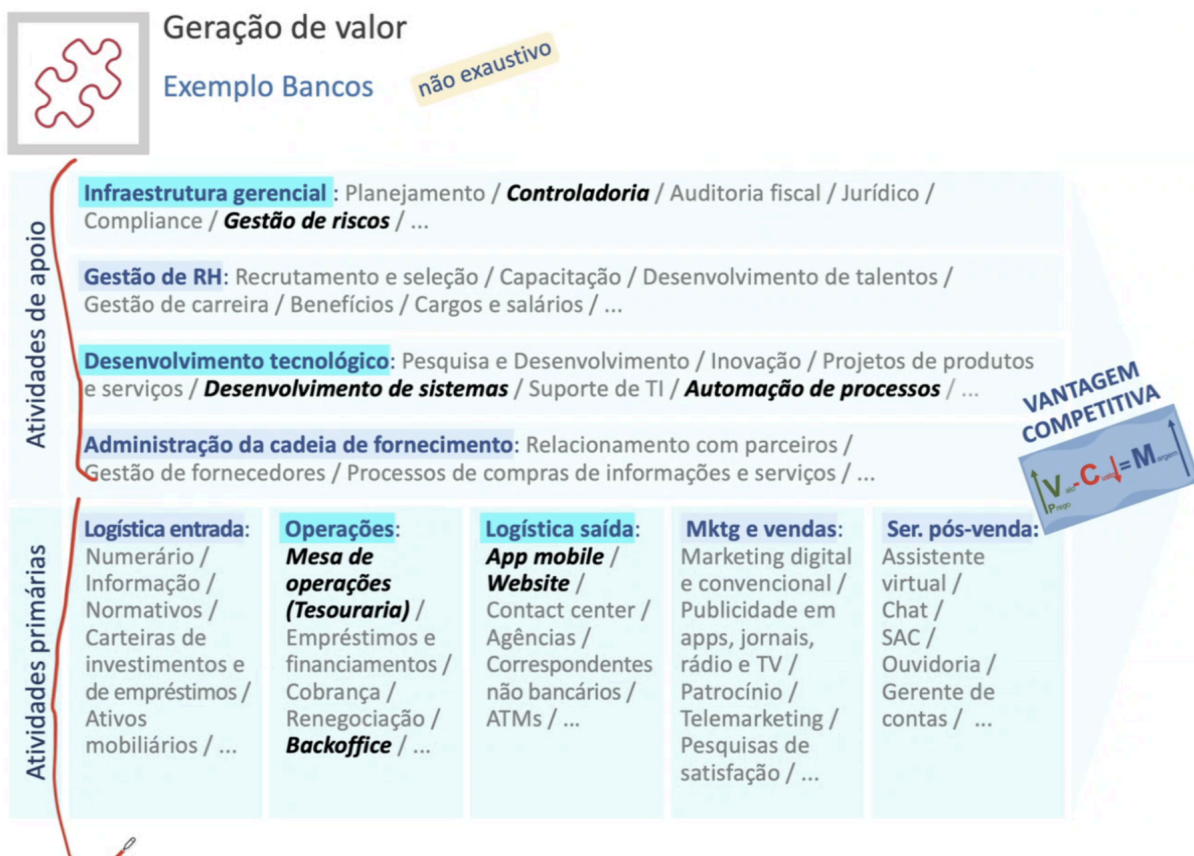 Geração de valor
Exemplo Bancos
não exaustivo
Atividades de apoio
Infraestrutura gerencial : Planejamento / Controladoria / Auditoria fiscal / Jurídico /
Compliance / Gestão de riscos / ...
Gestão de RH: Recrutamento e seleção / Capacitação / Desenvolvimento de talentos /
Gestão de carreira / Benefícios / Cargos e salários / ...
Desenvolvimento tecnológico: Pesquisa e Desenvolvimento / Inovação / Projetos de produtos
e serviços / Desenvolvimento de sistemas / Suporte de TI / Automação de processos / ...
Administração da cadeia de fornecimento: Relacionamento com parceiros /
Gestão de fornecedores / Processos de compras de informações e serviços / ...
VANTAGEM
COMPETITIVA
V - C = Margem
Preço
Atividades primárias
Logística entrada:
Numerário /
Informação /
Normativos /
Carteiras de
investimentos e
de empréstimos /
Ativos
mobiliários / ...
Operações:
Mesa de
operações
(Tesouraria) /
Empréstimos e
financiamentos /
Cobrança /
Renegociação /
Backoffice / ...
Logística saída:
App mobile /
Website /
Contact center /
Agências /
Correspondentes
não bancários /
ATMs / ...
Mktg e vendas:
Marketing digital
e convencional /
Publicidade em
apps, jornais,
rádio e TV /
Patrocínio /
Telemarketing /
Pesquisas de
satisfação / ...
Ser. pós-venda:
Assistente
virtual /
Chat /
SAC /
Ouvidoria /
Gerente de
contas / ...